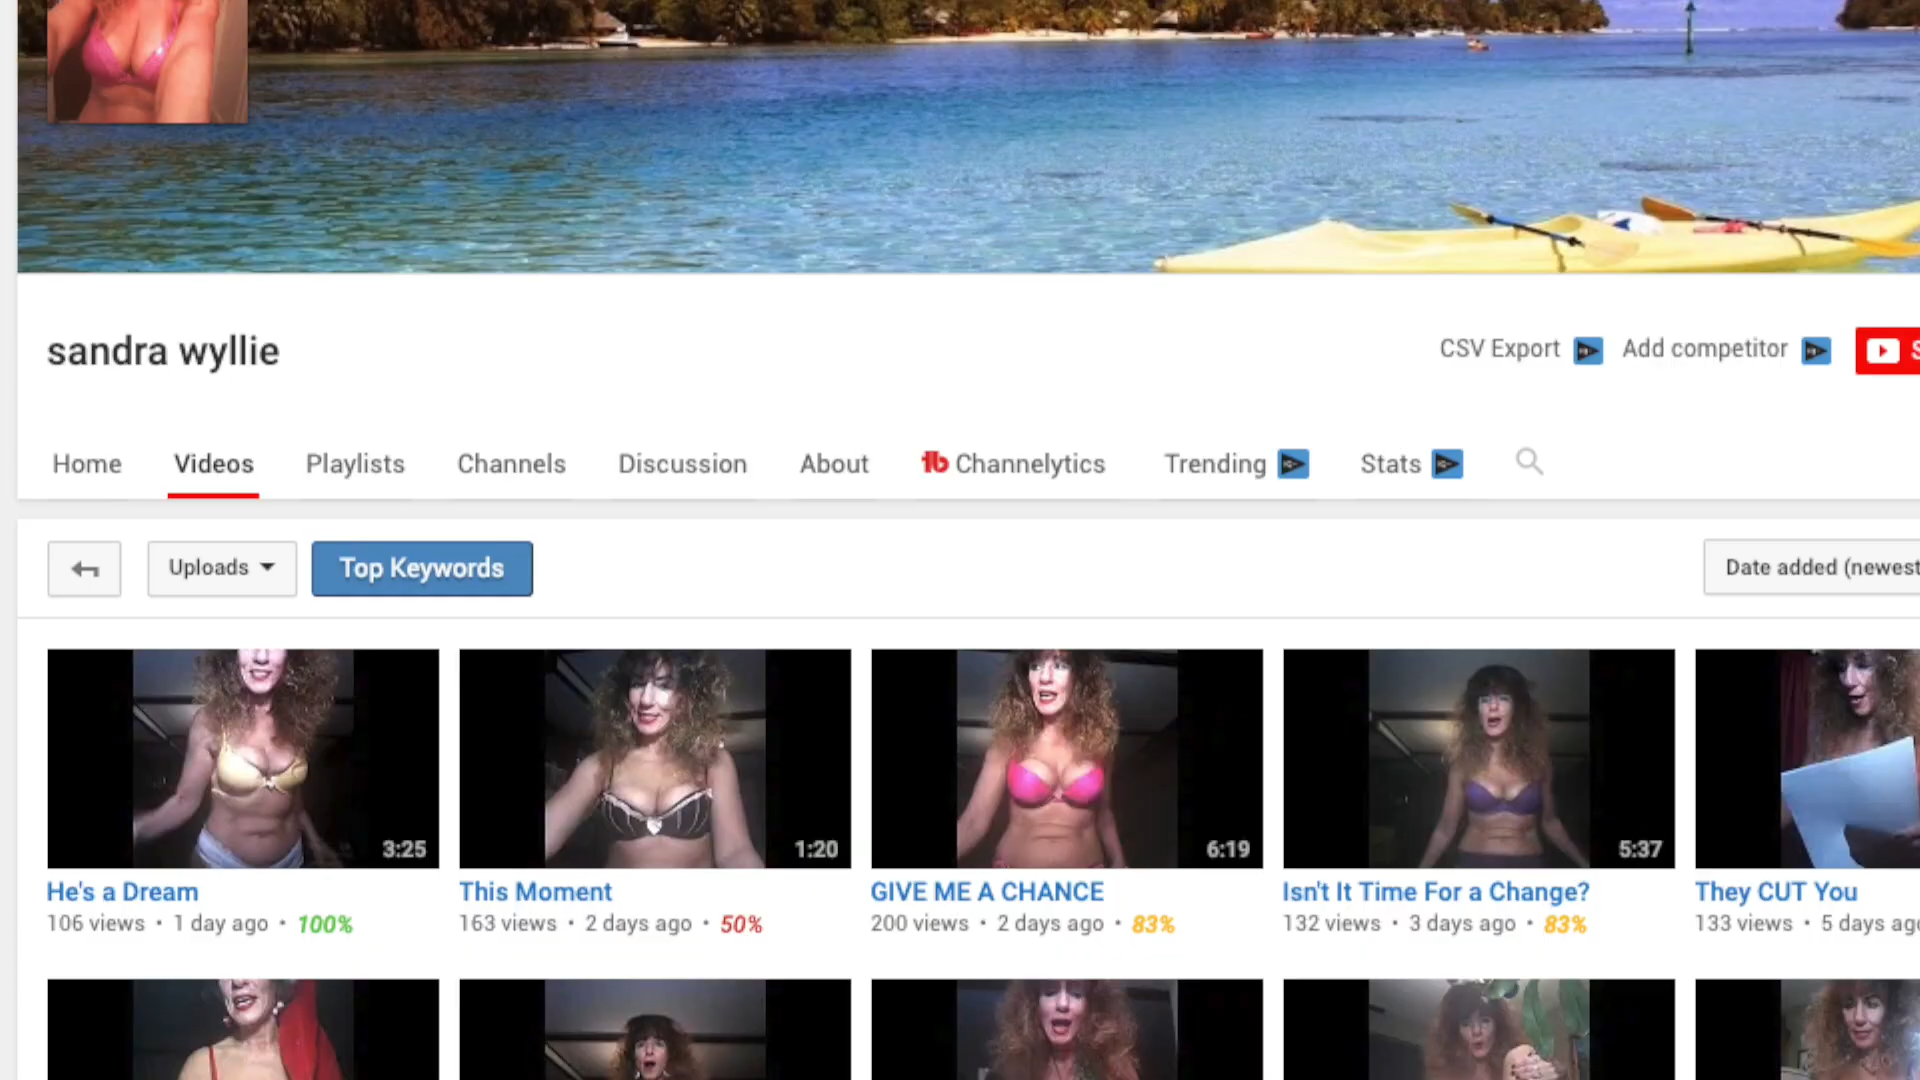 sandra wyllie
CSV Export
Add competitor
Home
Videos
Playlists
Channels
Discussion
About
Channelytics
Trending
Stats
Uploads
Top Keywords
Date added (newest
3:25
1:20
6:19
5:37
He's a Dream
106 views • 1 day ago • 100%
This Moment
163 views • 2 days ago • 50%
GIVE ME A CHANCE
200 views • 2 days ago • 83%
Isn't It Time For a Change?
132 views • 3 days ago • 83%
They CUT You
133 views • 5 days ago